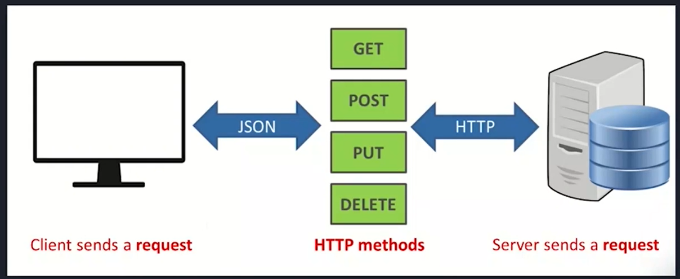 GET
POST
PUT
DELETE
JSON
HTTP
Client sends a request
HTTP methods
Server sends a request